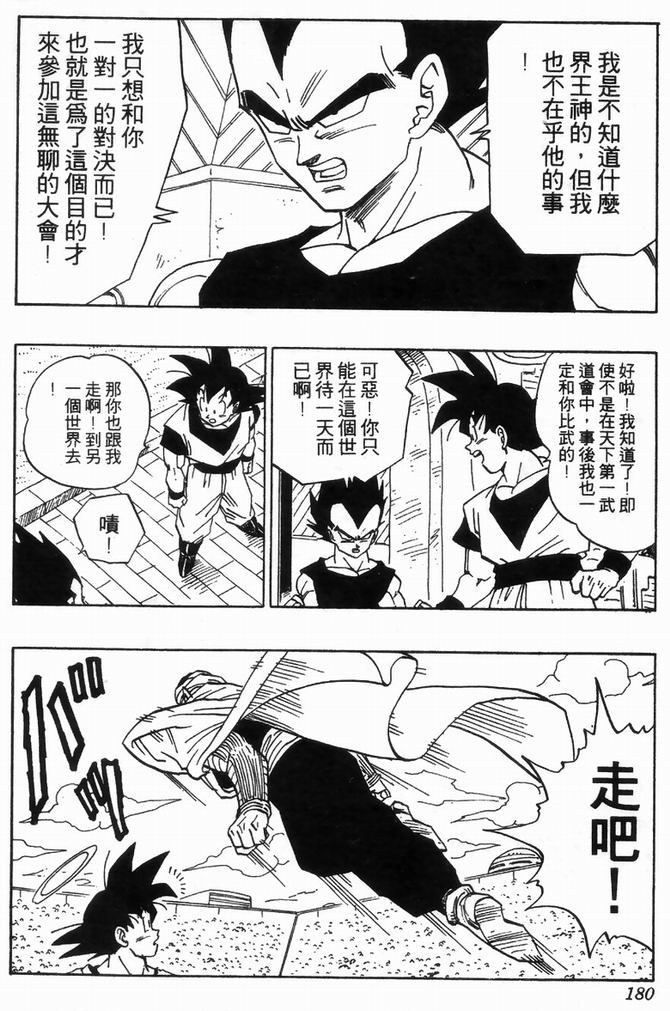 我是不知道什麼
界王神的，但我
也不在乎他的事
！
我只想和你
一對一的對決而已！
也就是爲了這個目的才
來參加這無聊的大會！
好啦！我知道了！即
使不是在天下第一武
道會中，事後我也一
定和你比武的！
可惡！你只
能在這個世
界待一天而
已啊！
那你也跟我
走啊！到另
一個世界去
！
嘖！
走吧！
バッ
180